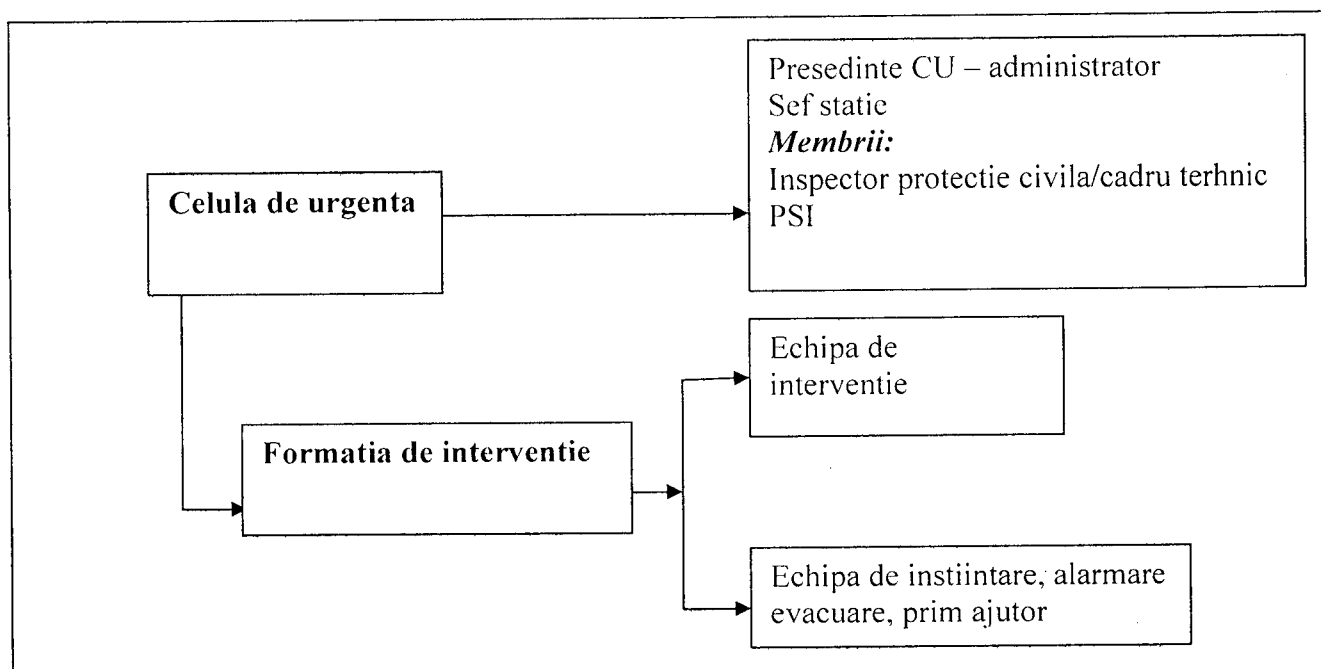 Presedinte CU – administrator
Sef statie
Membrii:
Inspector protectie civila/cadru terhnic
PSI
Celula de urgenta
Echipa de
interventie
Formatia de interventie
Echipa de instiintare, alarmare
evacuare, prim ajutor